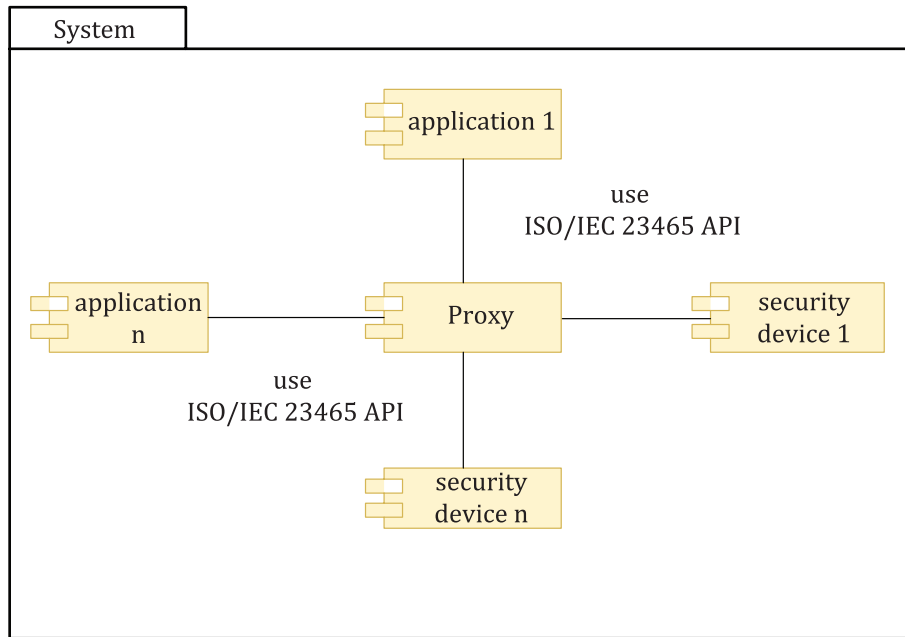 System
application 1
use
ISO/IEC 23465 API
application
n
Proxy
security
device 1
use
ISO/IEC 23465 API
security
device n